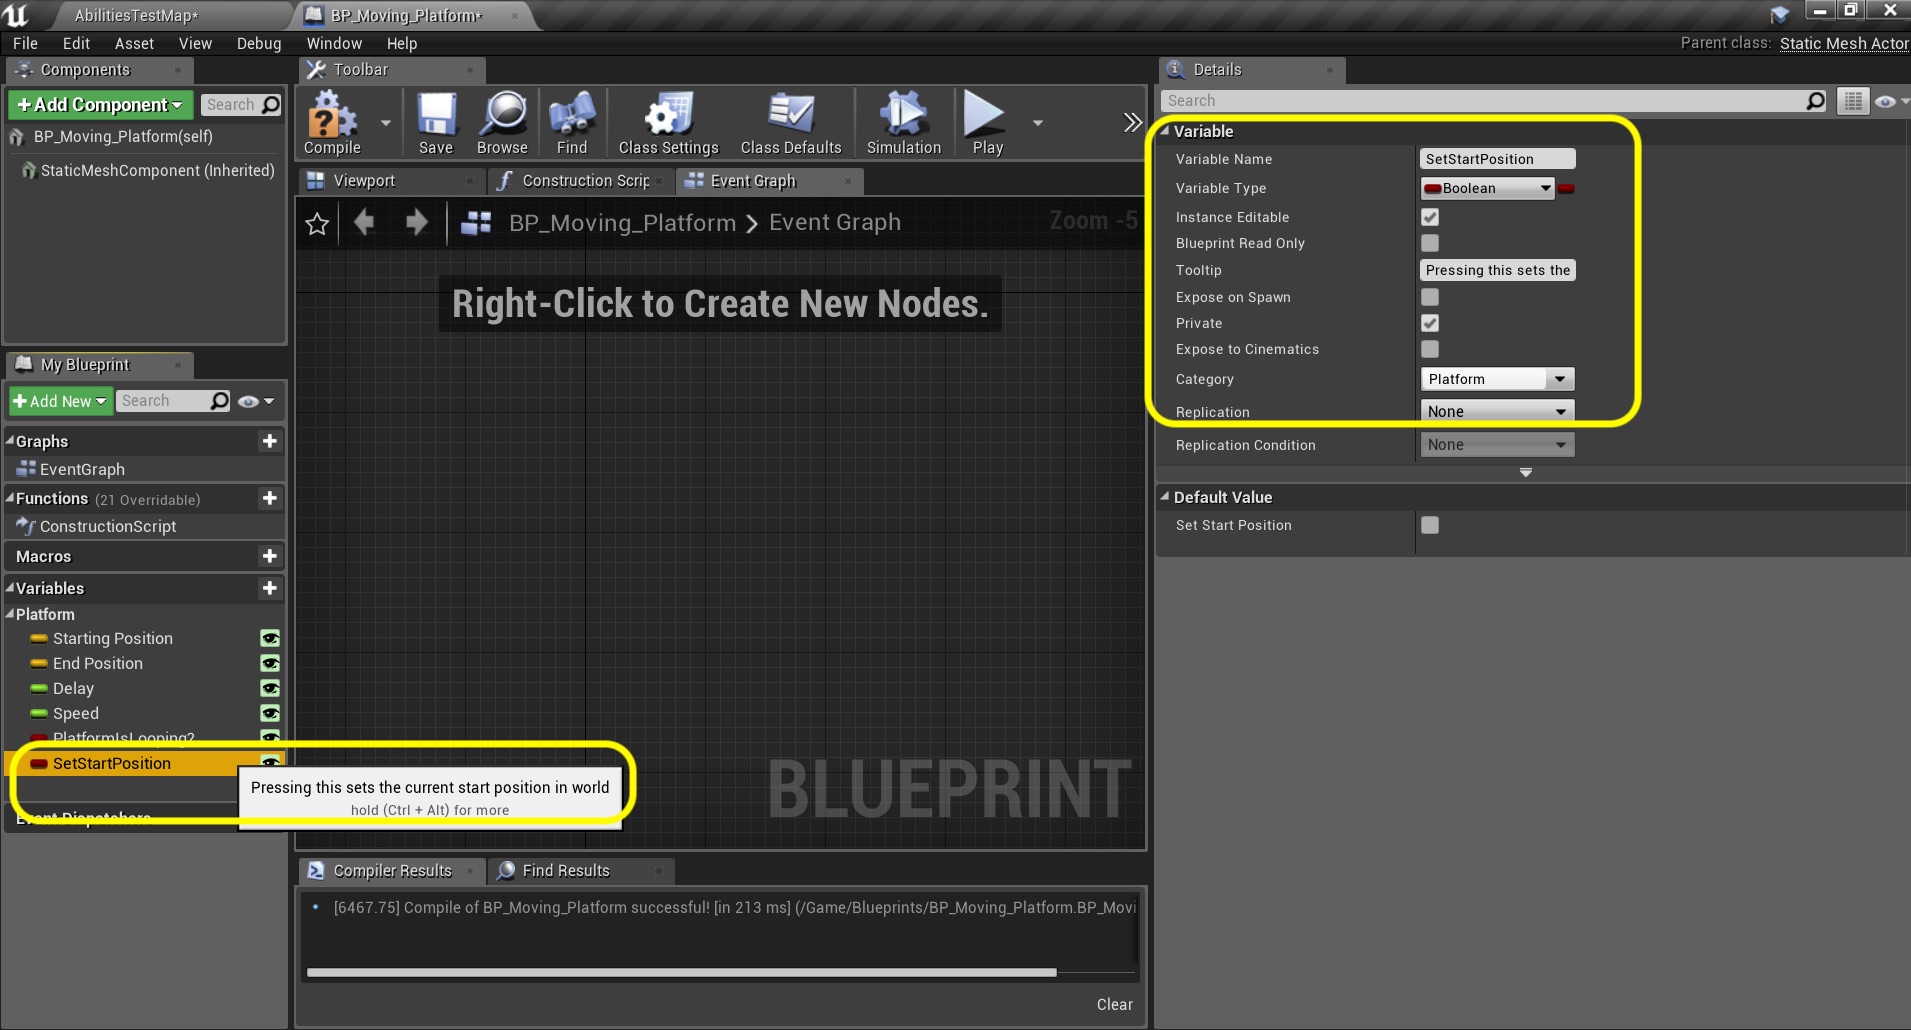 AbilitiesTestMap*
BP_Moving_Platform*
File Edit Asset View Debug Window Help
Parent class: Static Mesh Actor
Components
+Add Component
Search
BP_Moving_Platform(self)
StaticMeshComponent (Inherited)
My Blueprint
+Add New
Search
Graphs
EventGraph
Functions (21 Overridable)
ConstructionScript
Macros
Variables
Platform
Starting Position
End Position
Delay
Speed
PlatformIsLooping?
SetStartPosition
Event Dispatchers
Pressing this sets the current start position in world
hold (Ctrl + Alt) for more
Toolbar
Compile Save Browse Find Class Settings Class Defaults Simulation Play
Viewport Construction Scrip Event Graph
BP_Moving_Platform > Event Graph
Zoom -5
Right-Click to Create New Nodes.
BLUEPRINT
Compiler Results Find Results
[6467.75] Compile of BP_Moving_Platform successful! [in 213 ms] (/Game/Blueprints/BP_Moving_Platform.BP_Movi
Clear
Details
Search
Variable
Variable Name SetStartPosition
Variable Type Boolean
Instance Editable
Blueprint Read Only
Tooltip Pressing this sets the
Expose on Spawn
Private
Expose to Cinematics
Category Platform
Replication None
Replication Condition None
Default Value
Set Start Position